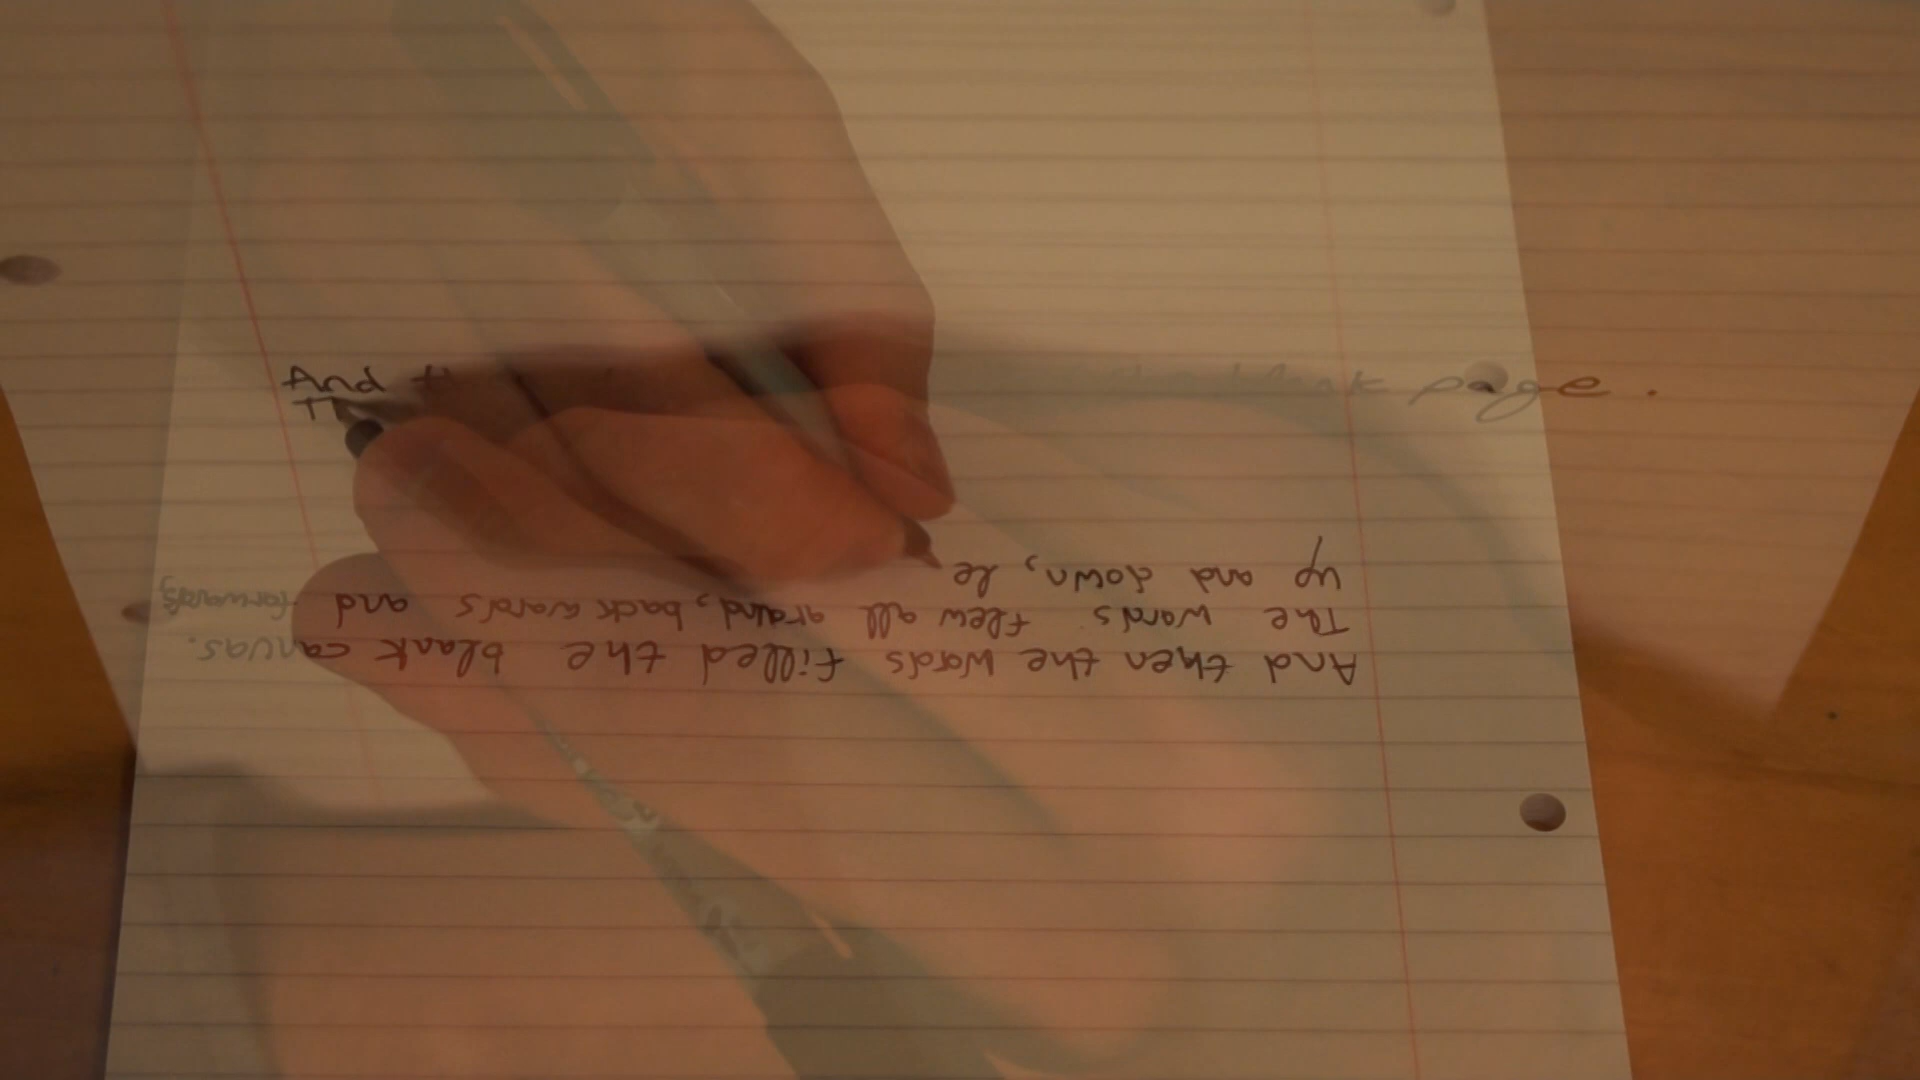 And t
page.
And then the words filled the blank canvas.
The words flew all around, backwards and forwards,
up and down, le